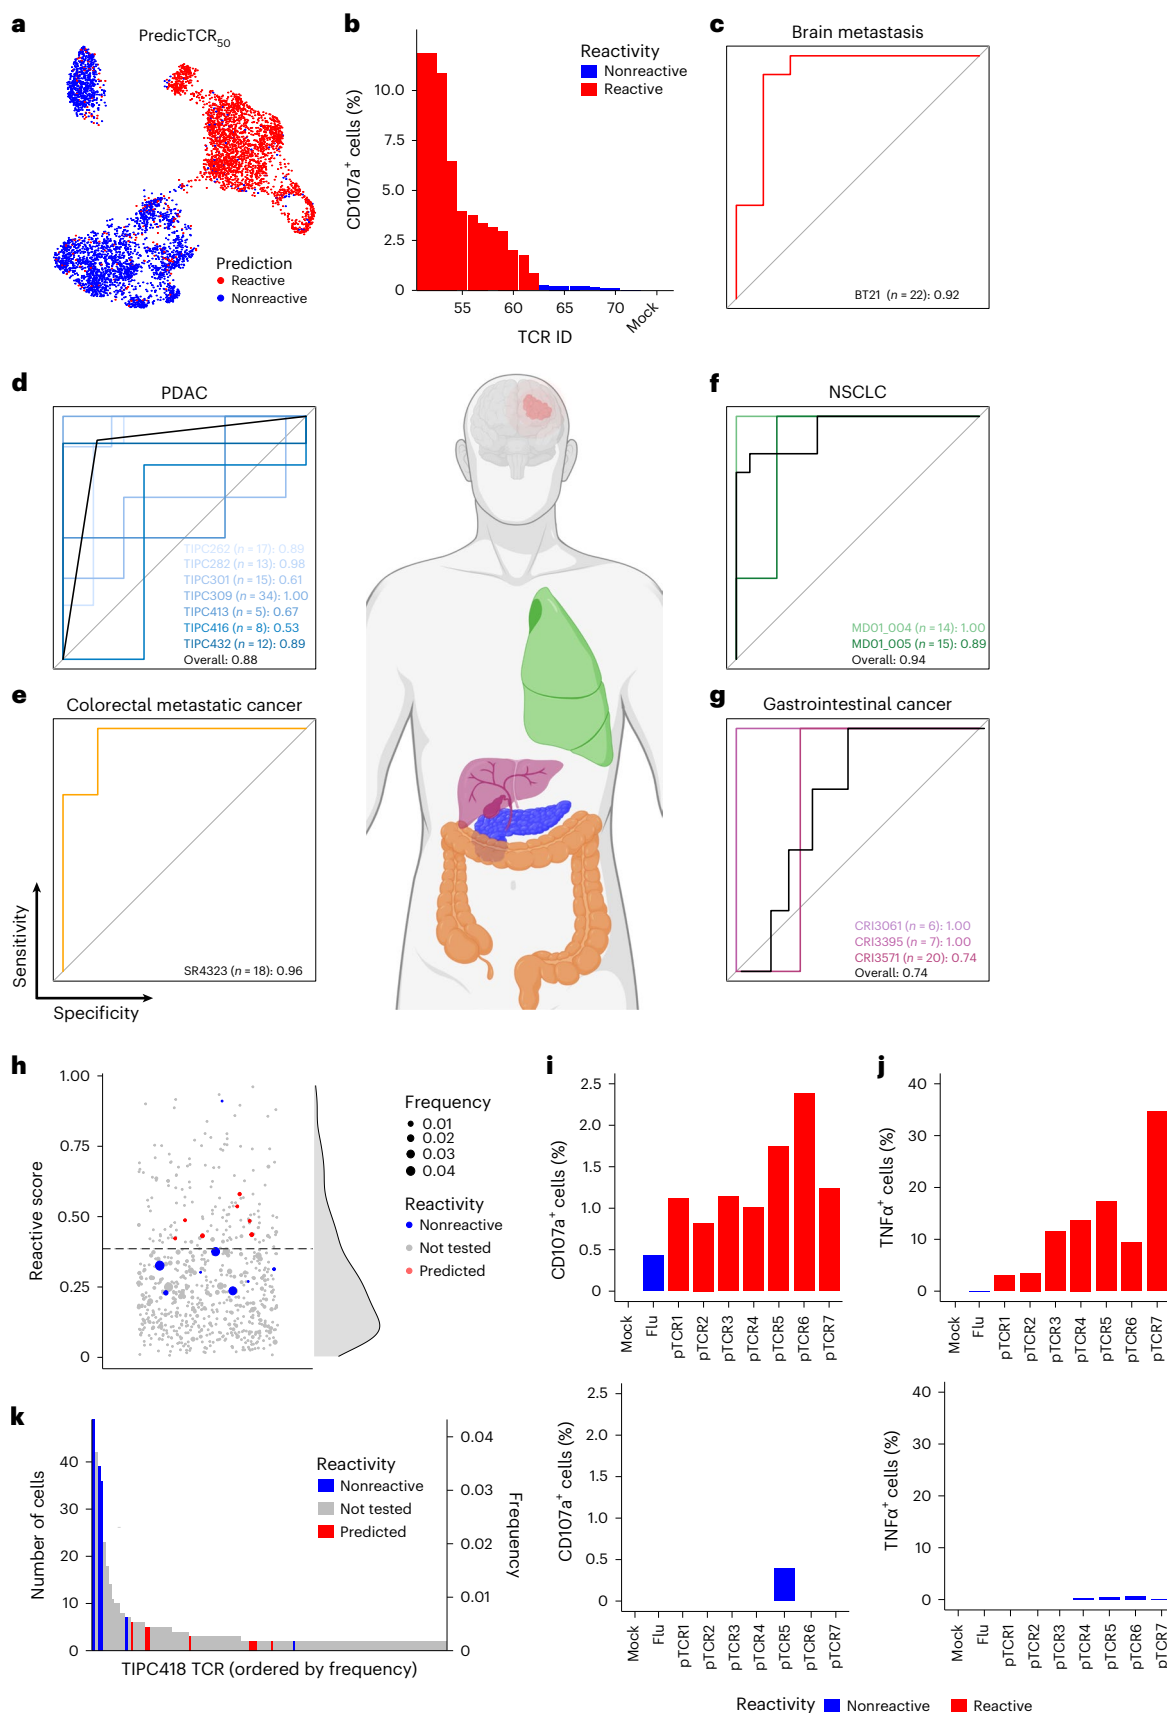 a
PredicTCR50
Prediction
Reactive
Nonreactive
b
Reactivity
Nonreactive
Reactive
CD107a+ cells (%)
10.0
7.5
5.0
2.5
0
55
60
65
70
Mock
TCR ID
c
Brain metastasis
BT21 (n = 22): 0.92
d
PDAC
TIPC262 (n = 17): 0.89
TIPC282 (n = 13): 0.98
TIPC301 (n = 15): 0.61
TIPC309 (n = 34): 1.00
TIPC413 (n = 5): 0.67
TIPC416 (n = 8): 0.53
TIPC432 (n = 12): 0.89
Overall: 0.88
f
NSCLC
MD01_004 (n = 14): 1.00
MD01_005 (n = 15): 0.89
Overall: 0.94
e
Colorectal metastatic cancer
SR4323 (n = 18): 0.96
Sensitivity
Specificity
g
Gastrointestinal cancer
CRI3061 (n = 6): 1.00
CRI3395 (n = 7): 1.00
CRI3571 (n = 20): 0.74
Overall: 0.74
h
Reactive score
1.00
0.75
0.50
0.25
0
Frequency
0.01
0.02
0.03
0.04
Reactivity
Nonreactive
Not tested
Predicted
i
CD107a+ cells (%)
2.5
2.0
1.5
1.0
0.5
0
Mock
Flu
pTCR1
pTCR2
pTCR3
pTCR4
pTCR5
pTCR6
pTCR7
j
TNFα+ cells (%)
40
30
20
10
0
Mock
Flu
pTCR1
pTCR2
pTCR3
pTCR4
pTCR5
pTCR6
pTCR7
k
Number of cells
40
30
20
10
0
Reactivity
Nonreactive
Not tested
Predicted
0.04
0.03
0.02
0.01
0
Frequency
TIPC418 TCR (ordered by frequency)
CD107a+ cells (%)
2.5
2.0
1.5
1.0
0.5
0
Mock
Flu
pTCR1
pTCR2
pTCR3
pTCR4
pTCR5
pTCR6
pTCR7
TNFα+ cells (%)
40
30
20
10
0
Mock
Flu
pTCR1
pTCR2
pTCR3
pTCR4
pTCR5
pTCR6
pTCR7
Reactivity
Nonreactive
Reactive